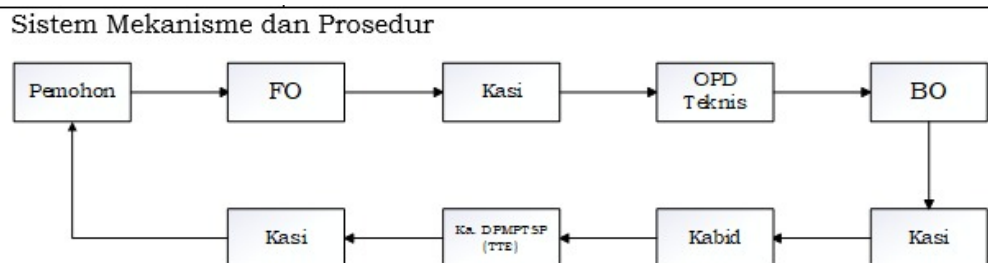 Sistem Mekanisme dan Prosedur
Pemohon
FO
Kasi
OPD
Teknis
BO
Kasi
Ka. DPMPTSP
(TTE)
Kabid
Kasi